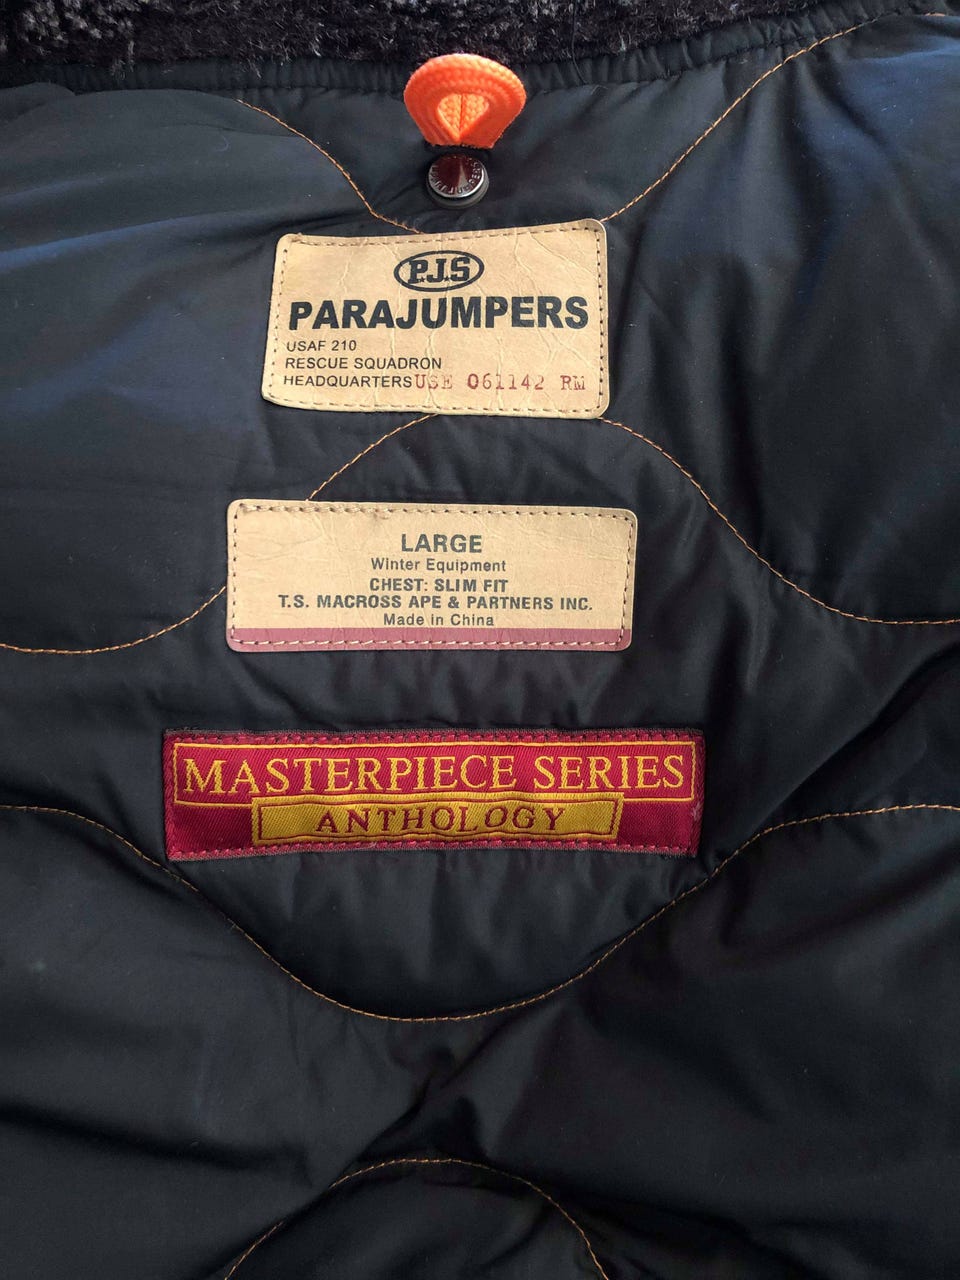 P.J.S
PARAJUMPERS
USAF 210
RESCUE SQUADRON
HEADQUARTERS USE 061142 RM
LARGE
Winter Equipment
CHEST: SLIM FIT
T.S. MACROSS APE & PARTNERS INC.
Made in China
MASTERPIECE SERIES
ANTHOLOGY